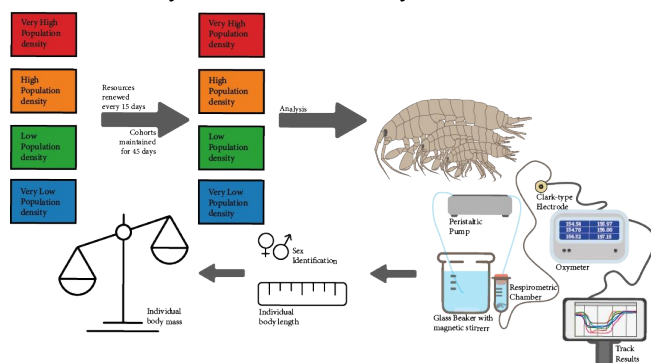 Very High
Population
density
High
Population
density
Low
Population
density
Very Low
Population
density
Resources
renewed
every 15 days
Cohorts
maintained
for 45 days
Very High
Population
density
High
Population
density
Low
Population
density
Very Low
Population
density
Analysis
Clark-type
Electrode
Peristaltic
Pump
Oxymeter
Respirometric
Chamber
Glass Beaker with
magnetic stirrerr
Track
Results
Sex
Identification
Individual
body length
Individual
body mass